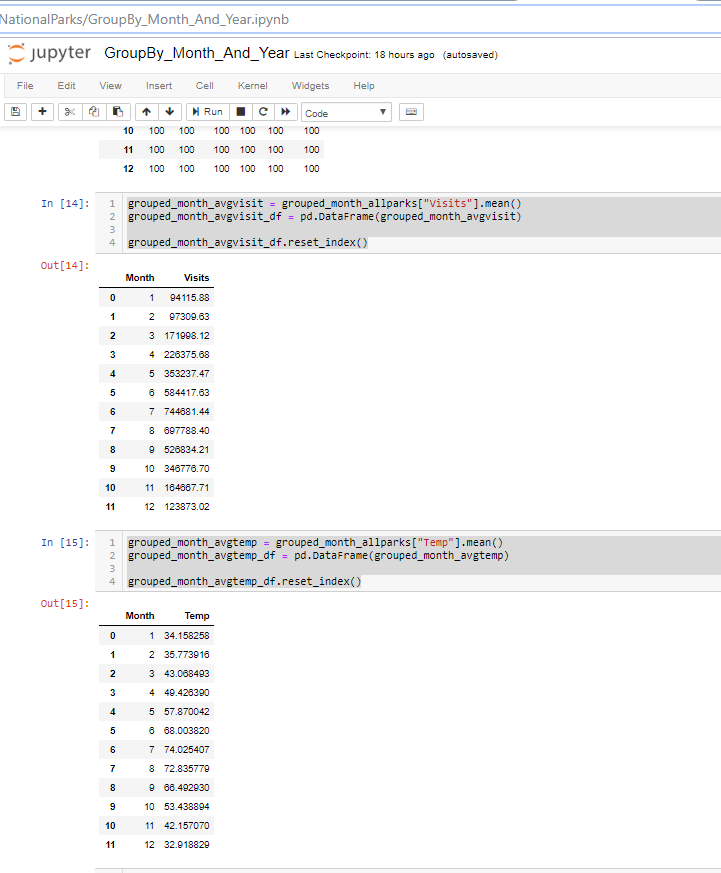 NationalParks/GroupBy_Month_And_Year.ipynb
jupyter GroupBy_Month_And_Year Last Checkpoint: 18 hours ago (autosaved)
File Edit View Insert Cell Kernel Widgets Help
Run Code
10 100 100 100 100 100 100
11 100 100 100 100 100 100
12 100 100 100 100 100 100
In [14]: 1 grouped_month_avgvisit = grouped_month_allparks["Visits"].mean()
2 grouped_month_avgvisit_df = pd.DataFrame(grouped_month_avgvisit)
3
4 grouped_month_avgvisit_df.reset_index()
Out[14]:
Month Visits
0 1 94115.88
1 2 97309.63
2 3 171998.12
3 4 226375.68
4 5 353237.47
5 6 584417.63
6 7 744681.44
7 8 697788.40
8 9 526834.21
9 10 346776.70
10 11 164667.71
11 12 123873.02
In [15]: 1 grouped_month_avgtemp = grouped_month_allparks["Temp"].mean()
2 grouped_month_avgtemp_df = pd.DataFrame(grouped_month_avgtemp)
3
4 grouped_month_avgtemp_df.reset_index()
Out[15]:
Month Temp
0 1 34.158258
1 2 35.773916
2 3 43.068493
3 4 49.426390
4 5 57.870042
5 6 68.003820
6 7 74.025407
7 8 72.835779
8 9 66.492930
9 10 53.438894
10 11 42.157070
11 12 32.918829